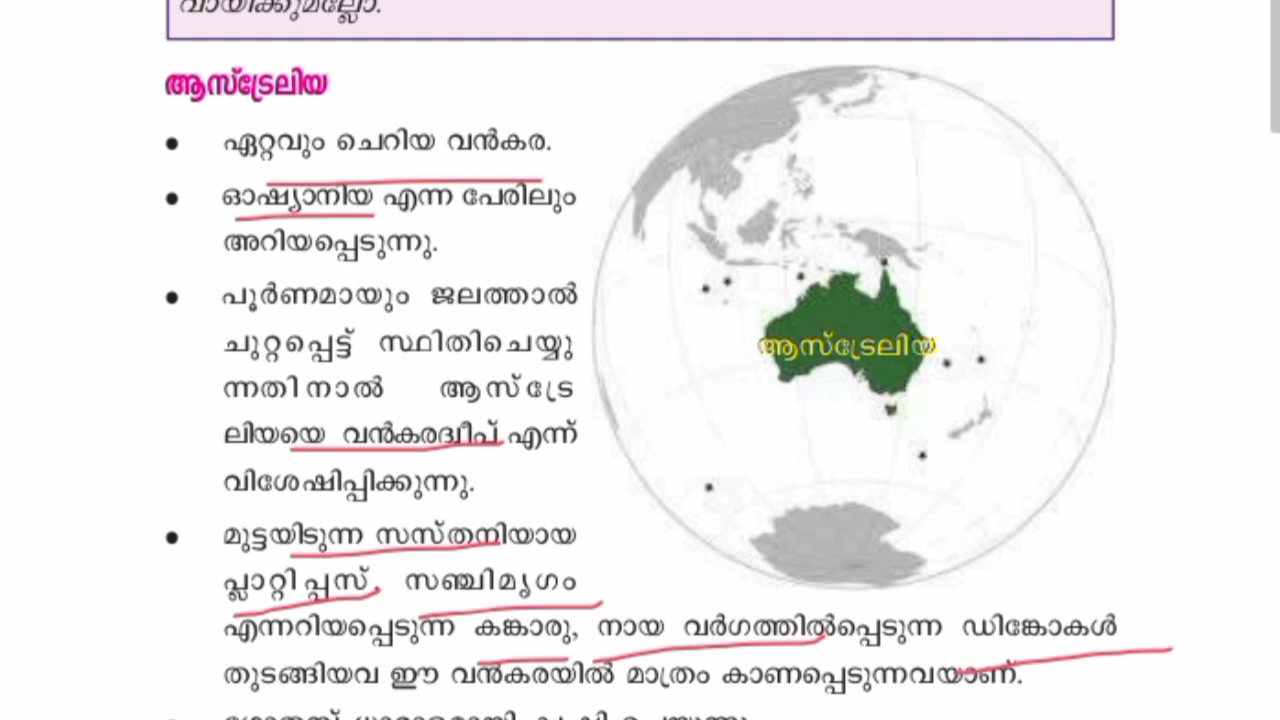 വായിക്കുമല്ലോ.
ആസ്ട്രേലിയ
• ഏറ്റവും ചെറിയ വൻകര.
• ഓഷ്യാനിയ എന്ന പേരിലും
അറിയപ്പെടുന്നു.
• പൂർണമായും ജലത്താൽ
ചുറ്റപ്പെട്ട് സ്ഥിതിചെയ്യു
ന്നതിനാൽ ആസ്ട്രേ
ലിയയെ വൻകരദ്വീപ് എന്ന്
വിശേഷിപ്പിക്കുന്നു.
• മുട്ടയിടുന്ന സസ്തനിയായ
പ്ലാറ്റിപ്പസ്, സഞ്ചിമൃഗം
എന്നറിയപ്പെടുന്ന കങ്കാരു, നായ വർഗത്തിൽപ്പെടുന്ന ഡിങ്കോകൾ
തുടങ്ങിയവ ഈ വൻകരയിൽ മാത്രം കാണപ്പെടുന്നവയാണ്.
ആസ്ട്രേലിയ